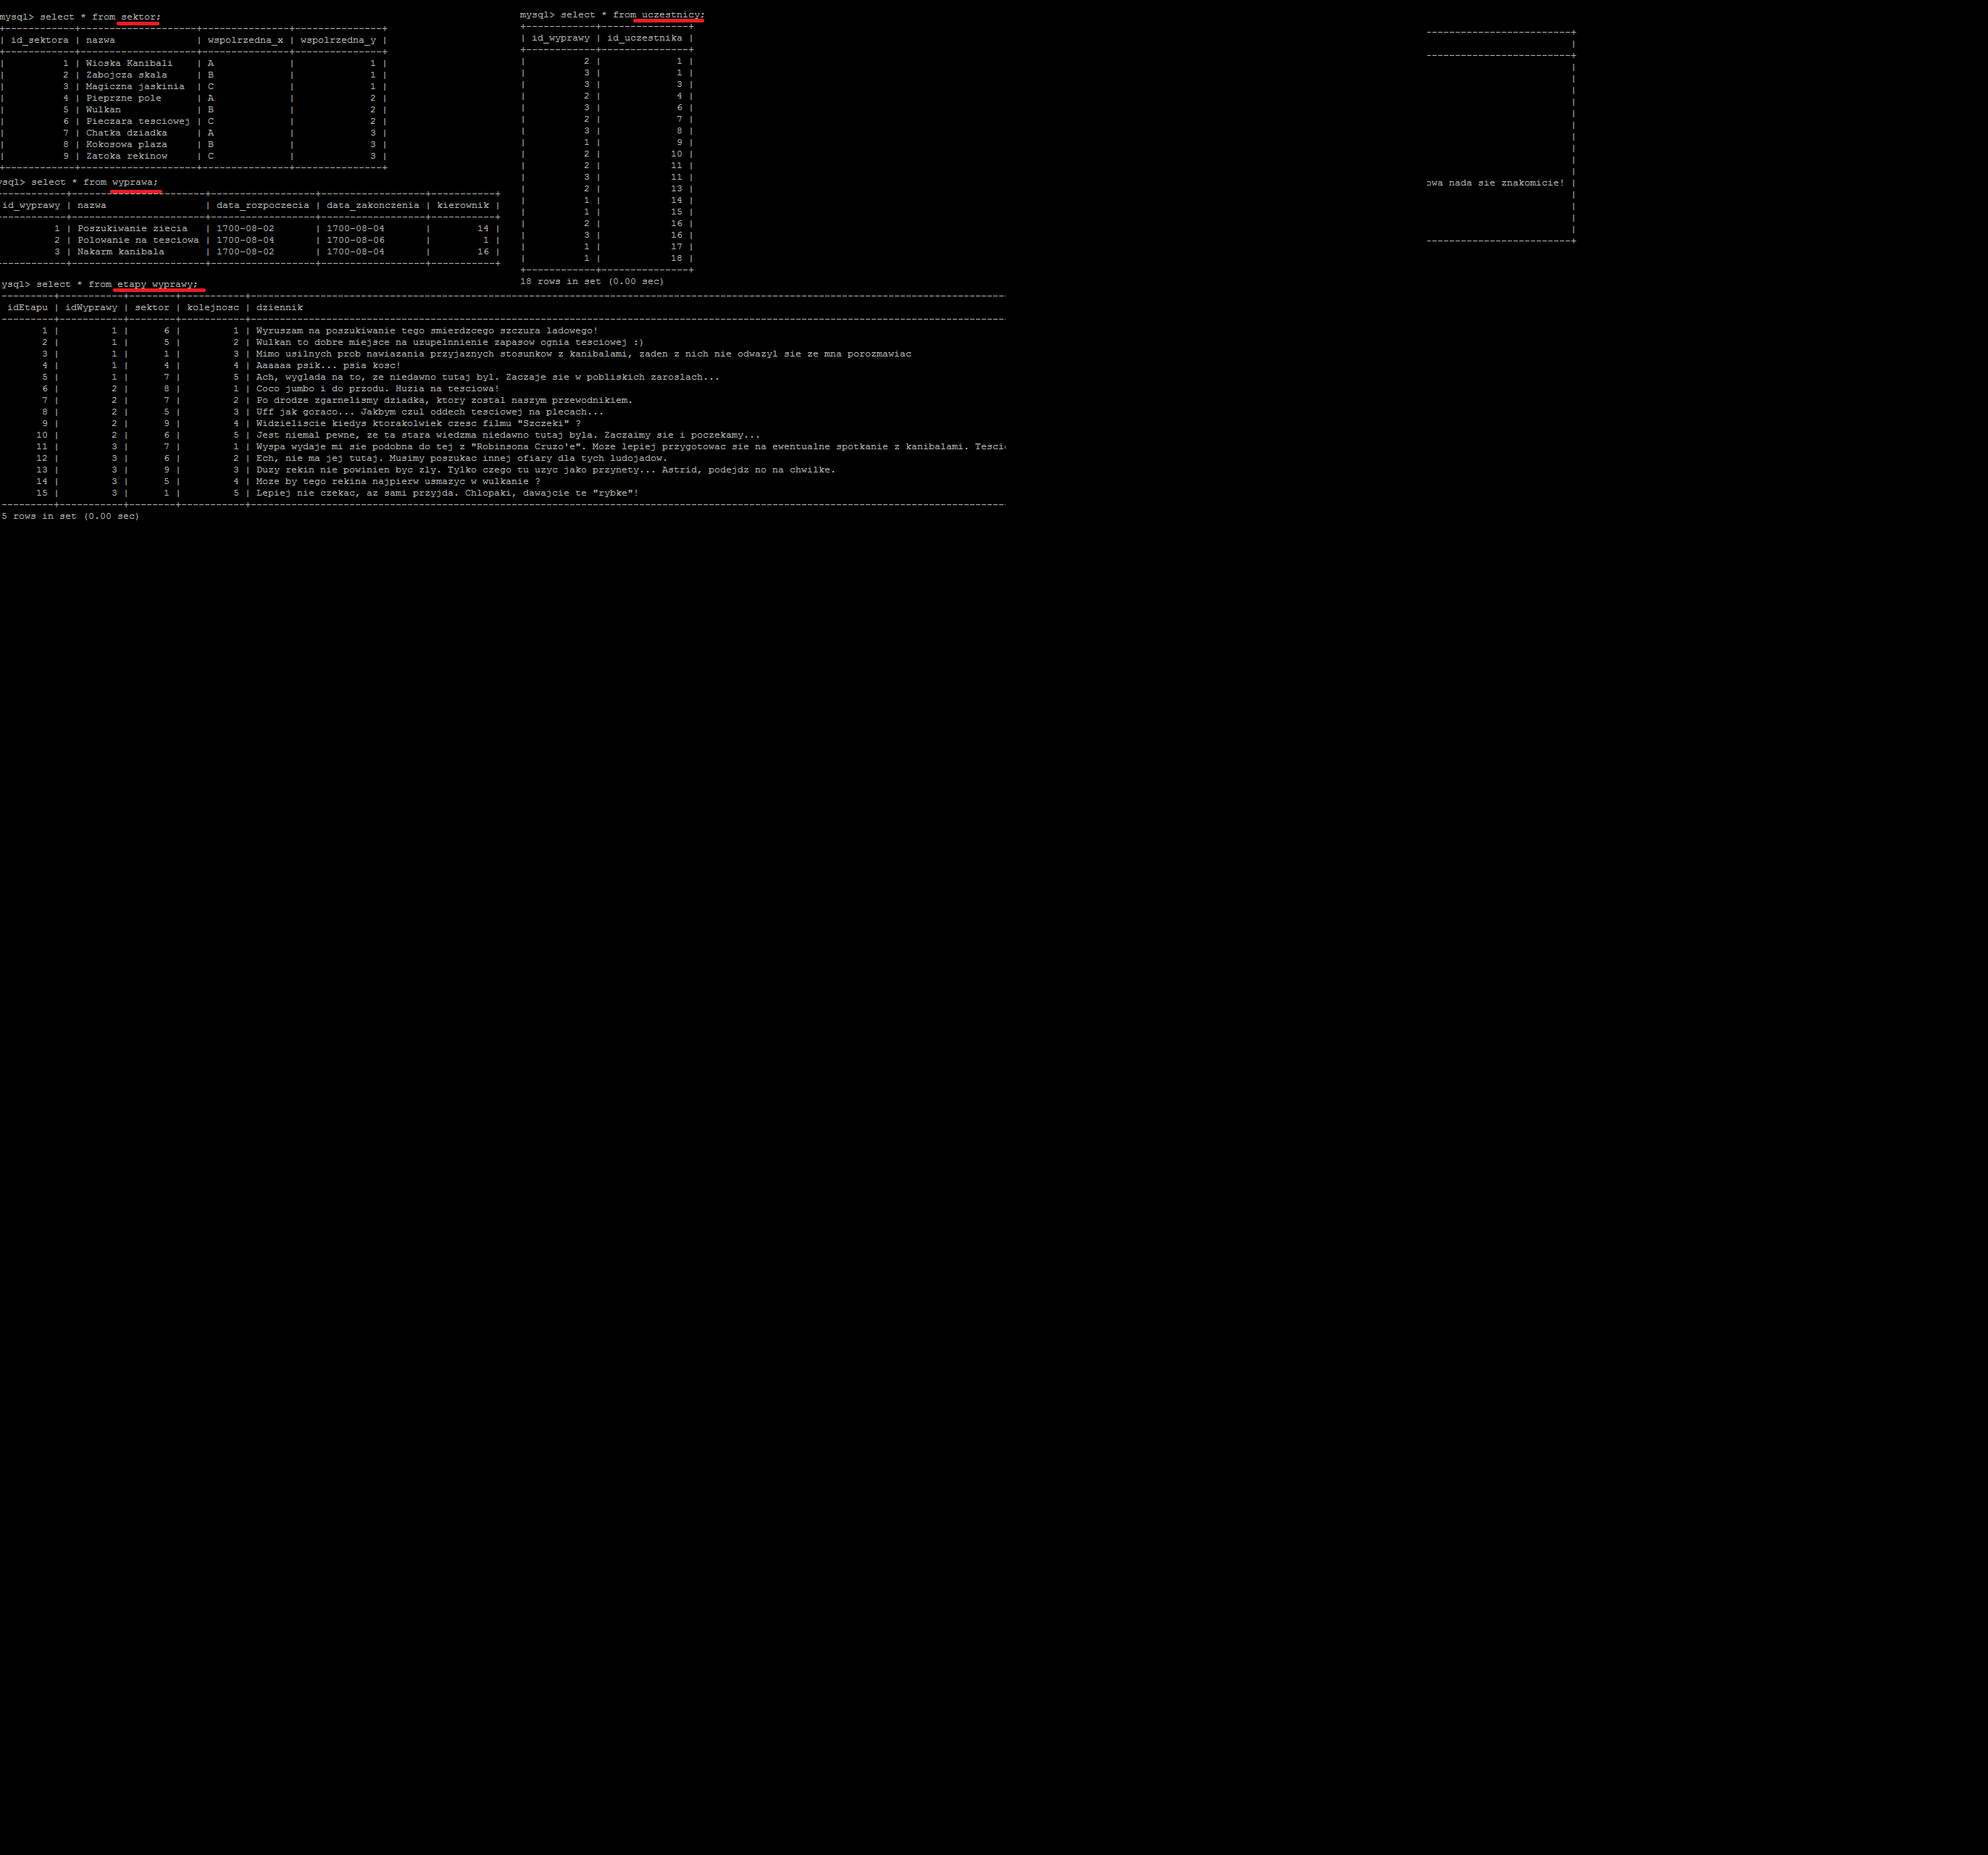 mysql> select * from sektor;
+------------+--------------------+---------------+---------------+
| id_sektora | nazwa | wspolrzedna_x | wspolrzedna_y |
+------------+--------------------+---------------+---------------+
| 1 | Wioska Kanibali | A | 1 |
| 2 | Zabojcza skala | B | 1 |
| 3 | Magiczna jaskinia | C | 1 |
| 4 | Pieprzne pole | A | 2 |
| 5 | Wulkan | B | 2 |
| 6 | Pieczara tesciowej | C | 2 |
| 7 | Chatka dziadka | A | 3 |
| 8 | Kokosowa plaza | B | 3 |
| 9 | Zatoka rekinow | C | 3 |
+------------+--------------------+---------------+---------------+
ysql> select * from wyprawa;
-----------+-----------------------+------------------+------------------+-----------+
id_wyprawy | nazwa | data_rozpoczecia | data_zakonczenia | kierownik |
-----------+-----------------------+------------------+------------------+-----------+
1 | Poszukiwanie ziecia | 1700-08-02 | 1700-08-04 | 14 |
2 | Polowanie na tesciowa | 1700-08-04 | 1700-08-06 | 1 |
3 | Nakarm kanibala | 1700-08-02 | 1700-08-04 | 16 |
-----------+-----------------------+------------------+------------------+-----------+
mysql> select * from uczestnicy;
+------------+---------------+
| id_wyprawy | id_uczestnika |
+------------+---------------+
| 2 | 1 |
| 3 | 1 |
| 3 | 3 |
| 2 | 4 |
| 3 | 6 |
| 2 | 7 |
| 3 | 8 |
| 1 | 9 |
| 2 | 10 |
| 2 | 11 |
| 3 | 11 |
| 2 | 13 |
| 1 | 14 |
| 1 | 15 |
| 2 | 16 |
| 3 | 16 |
| 1 | 17 |
| 1 | 18 |
+------------+---------------+
18 rows in set (0.00 sec)
owa nada sie znakomicie! |
ysql> select * from etapy_wyprawy;
idEtapu | idWyprawy | sektor | kolejnosc | dziennik
1 | 1 | 6 | 1 | Wyruszam na poszukiwanie tego smierdzcego szczura ladowego!
2 | 1 | 5 | 2 | Wulkan to dobre miejsce na uzupelnnienie zapasow ognia tesciowej :)
3 | 1 | 1 | 3 | Mimo usilnych prob nawiazania przyjaznych stosunkow z kanibalami, zaden z nich nie odwazyl sie ze mna porozmawiac
4 | 1 | 4 | 4 | Aaaaaa psik... psia kosc!
5 | 1 | 7 | 5 | Ach, wyglada na to, ze niedawno tutaj byl. Zaczaje sie w pobliskich zaroslach...
6 | 2 | 8 | 1 | Coco jumbo i do przodu. Huzia na tesciowa!
7 | 2 | 7 | 2 | Po drodze zgarnelismy dziadka, ktory zostal naszym przewodnikiem.
8 | 2 | 5 | 3 | Uff jak goraco... Jakbym czul oddech tesciowej na plecach...
9 | 2 | 9 | 4 | Widzieliscie kiedys ktorakolwiek czesc filmu "Szczeki" ?
10 | 2 | 6 | 5 | Jest niemal pewne, ze ta stara wiedzma niedawno tutaj byla. Zaczaimy sie i poczekamy...
11 | 3 | 7 | 1 | Wyspa wydaje mi sie podobna do tej z "Robinsona Cruzo'e". Moze lepiej przygotowac sie na ewentualne spotkanie z kanibalami. Tesci
12 | 3 | 6 | 2 | Ech, nie ma jej tutaj. Musimy poszukac innej ofiary dla tych ludojadow.
13 | 3 | 9 | 3 | Duzy rekin nie powinien byc zly. Tylko czego tu uzyc jako przynety... Astrid, podejdz no na chwilke.
14 | 3 | 5 | 4 | Moze by tego rekina najpierw usmazyc w wulkanie ?
15 | 3 | 1 | 5 | Lepiej nie czekac, az sami przyjda. Chlopaki, dawajcie te "rybke"!
5 rows in set (0.00 sec)